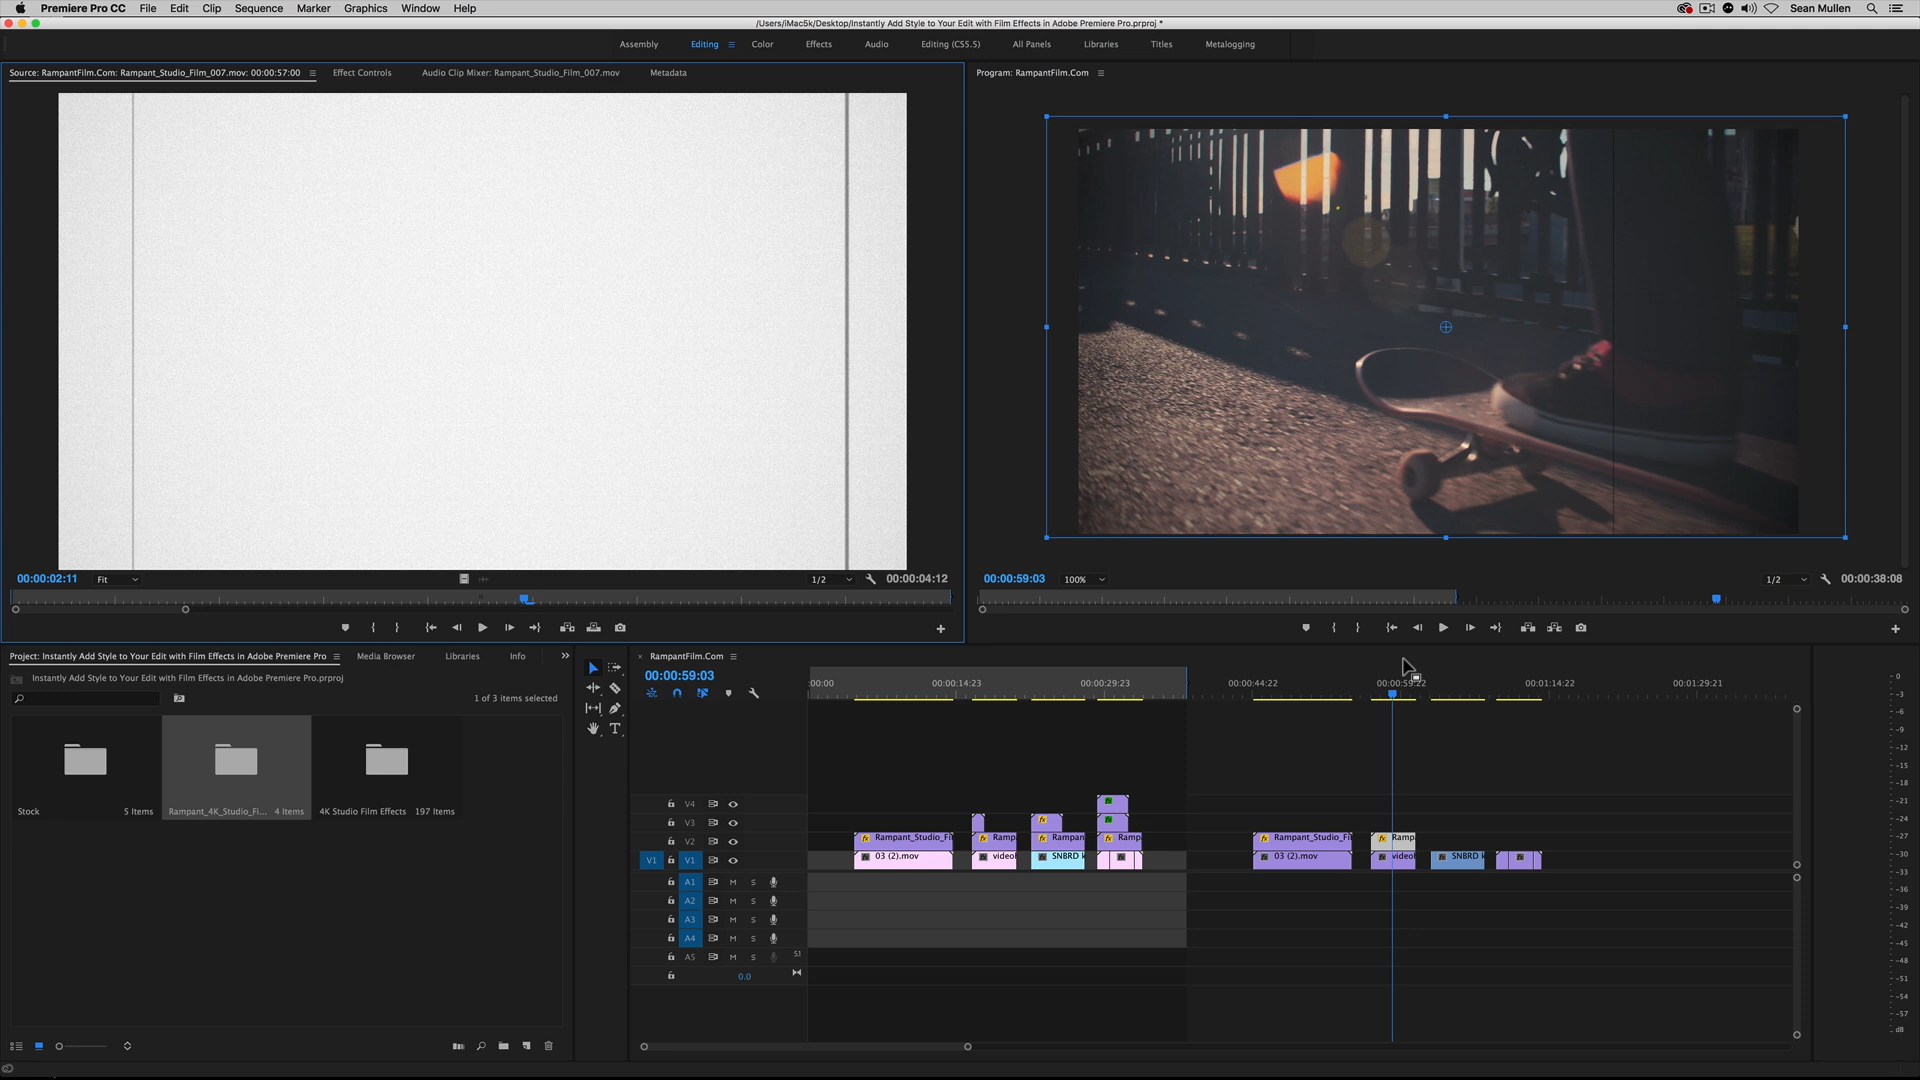 Premiere Pro CC File Edit Clip Sequence Marker Graphics Window Help Sean Mullen
/Users/iMac5k/Desktop/Instantly Add Style to Your Edit with Film Effects in Adobe Premiere Pro.prproj *
Assembly Editing Color Effects Audio Editing (CS5.5) All Panels Libraries Titles Metalogging
Source: RampantFilm.Com: Rampant_Studio_Film_007.mov: 00:00:57:00 Effect Controls Audio Clip Mixer: Rampant_Studio_Film_007.mov Metadata
Program: RampantFilm.Com
00:00:02:11 Fit 1/2 00:00:04:12
00:00:59:03 100% 1/2 00:00:38:08
Project: Instantly Add Style to Your Edit with Film Effects in Adobe Premiere Pro Media Browser Libraries Info
Instantly Add Style to Your Edit with Film Effects in Adobe Premiere Pro.prproj
1 of 3 items selected
Stock 5 Items
Rampant_4K_Studio_Fi... 4 Items
4K Studio Film Effects 197 Items
× RampantFilm.Com
00:00:59:03
:00:00 00:00:14:23 00:00:29:23 00:00:44:22 00:00:59:22 00:01:14:22 00:01:29:21
V4
V3
V2 Rampant_Studio_Fi Ramp Rampan Ramp Rampant_Studio_Fi Ramp
V1 V1 03 (2).mov videol SNBRD k 03 (2).mov videol SNBRD k
A1 M S
A2 M S
A3 M S
A4 M S
A5 M S 5.1
0.0
0
-3
-6
-9
-12
-15
-18
-21
-24
-27
-30
-33
-36
-39
-42
-45
-48
-51
-54
-57
dB